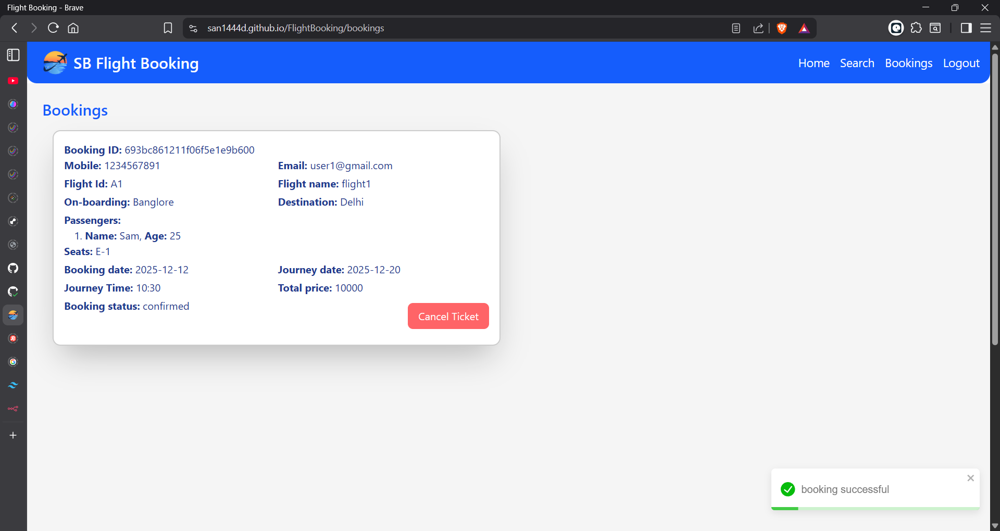 Flight Booking - Brave
san1444d.github.io/FlightBooking/bookings
SB Flight Booking
Home Search Bookings Logout
Bookings
Booking ID: 693bc861211f06f5e1e9b600
Mobile: 1234567891 Email: user1@gmail.com
Flight Id: A1 Flight name: flight1
On-boarding: Banglore Destination: Delhi
Passengers:
1. Name: Sam, Age: 25
Seats: E-1
Booking date: 2025-12-12 Journey date: 2025-12-20
Journey Time: 10:30 Total price: 10000
Booking status: confirmed
Cancel Ticket
booking successful